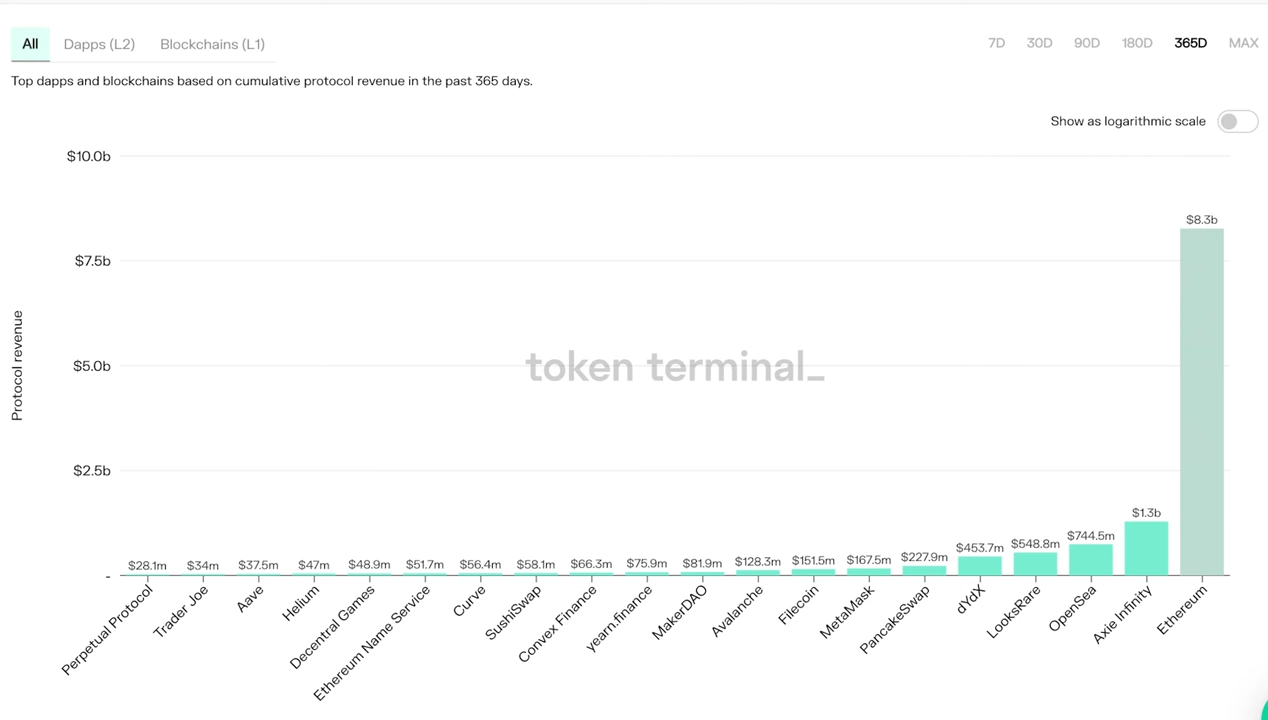 All Dapps (L2) Blockchains (L1) 7D 30D 90D 180D 365D MAX
Top dapps and blockchains based on cumulative protocol revenue in the past 365 days.
Show as logarithmic scale
$10.0b
$7.5b
$5.0b
$2.5b
-
Protocol revenue
token terminal_
$28.1m
$34m
$37.5m
$47m
$48.9m
$51.7m
$56.4m
$58.1m
$66.3m
$75.9m
$81.9m
$128.3m
$151.5m
$167.5m
$227.9m
$453.7m
$548.8m
$744.5m
$1.3b
$8.3b
Perpetual Protocol
Trader Joe
Aave
Helium
Decentral Games
Ethereum Name Service
Curve
SushiSwap
Convex Finance
yearn.finance
MakerDAO
Avalanche
Filecoin
MetaMask
PancakeSwap
dYdX
LooksRare
OpenSea
Axie Infinity
Ethereum